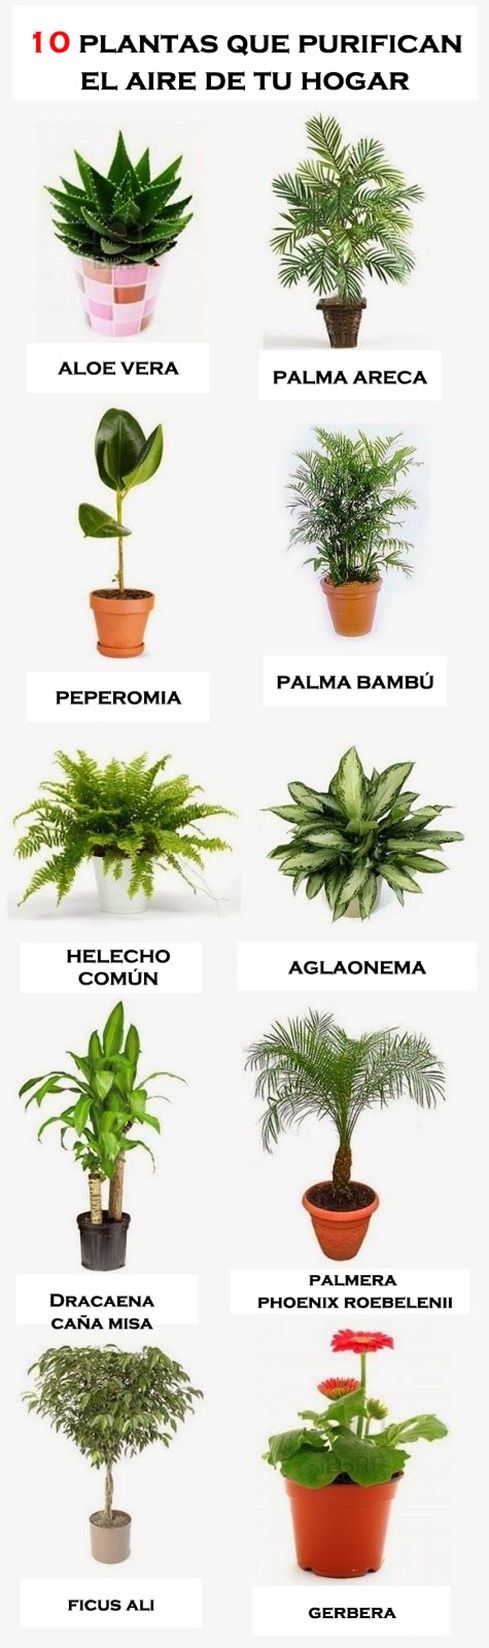 10 PLANTAS QUE PURIFICAN
EL AIRE DE TU HOGAR
ALOE VERA
PALMA ARECA
PEPEROMIA
PALMA BAMBÚ
HELECHO
COMÚN
AGLAONEMA
DRACAENA
CAÑA MISA
PALMERA
PHOENIX ROEBELENII
FICUS ALI
GERBERA